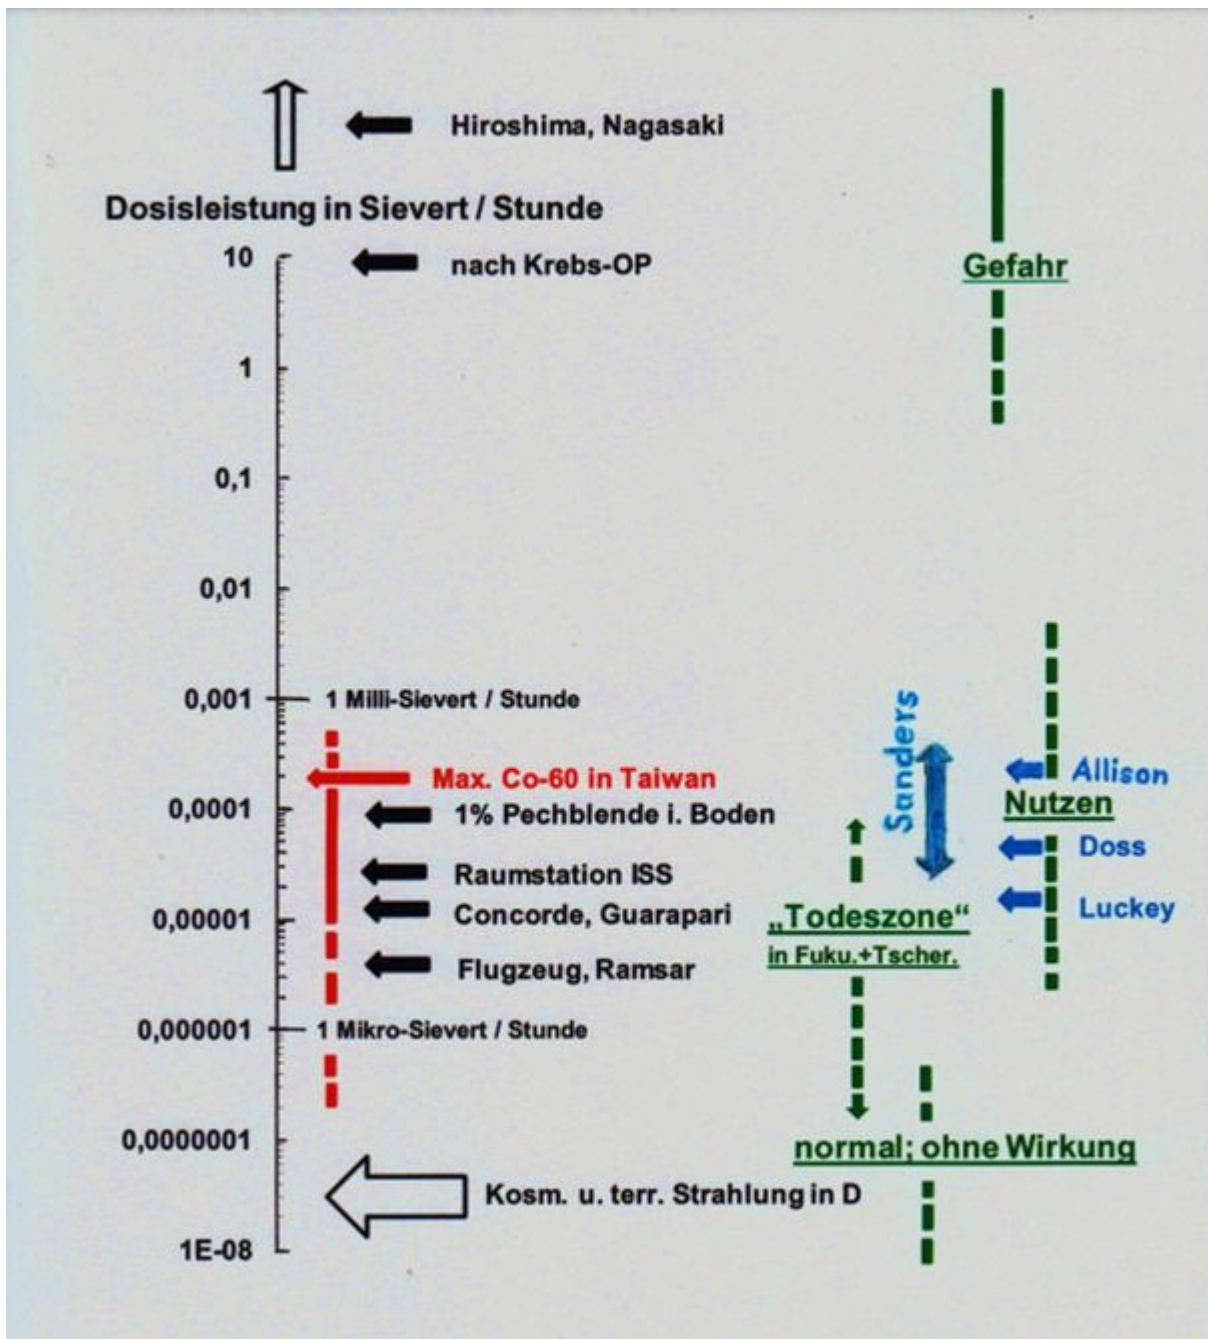 Hiroshima, Nagasaki
Dosisleistung in Sievert / Stunde
10
nach Krebs-OP
Gefahr
1
0,1
0,01
0,001
1 Milli-Sievert / Stunde
Sanders
Max. Co-60 in Taiwan
Allison
0,0001
1% Pechblende i. Boden
Nutzen
Doss
Raumstation ISS
0,00001
Concorde, Guarapari
„Todeszone“
Luckey
in Fuku.+Tscher.
Flugzeug, Ramsar
0,000001
1 Mikro-Sievert / Stunde
0,0000001
normal; ohne Wirkung
Kosm. u. terr. Strahlung in D
1E-08